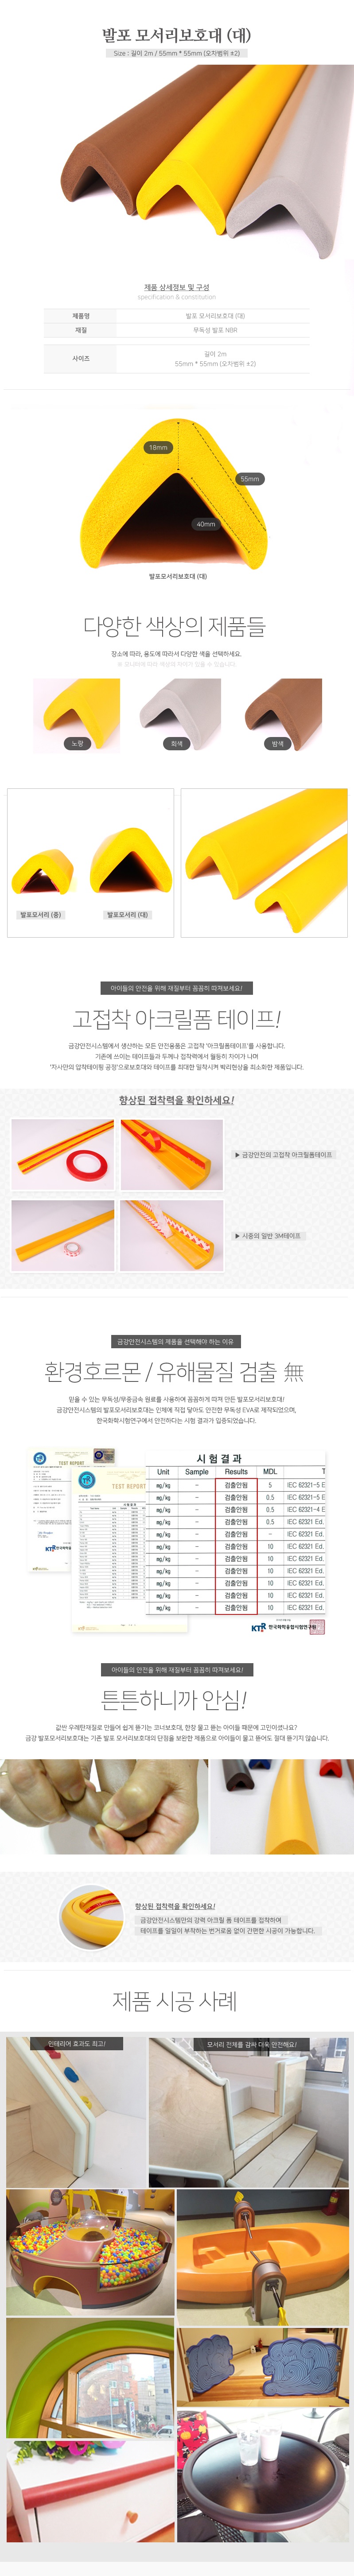 발포 모서리보호대 (대)
Size : 길이 2m / 55mm * 55mm (오차범위 ±2)
제품 상세정보 및 구성
specification & constitution
제품명 발포 모서리보호대 (대)
재질 무독성 발포 NBR
사이즈 길이 2m
55mm * 55mm (오차범위 ±2)
18mm
55mm
40mm
발포모서리보호대 (대)
다양한 색상의 제품들
장소에 따라, 용도에 따라서 다양한 색을 선택하세요.
※ 모니터에 따라 색상의 차이가 있을 수 있습니다.
노랑
회색
밤색
발포모서리 (중)
발포모서리 (대)
아이들의 안전을 위해 재질부터 꼼꼼히 따져보세요!
고접착 아크릴폼 테이프!
금강안전시스템에서 생산하는 모든 안전용품은 고접착 '아크릴폼테이프'를 사용합니다.
기존에 쓰이는 테이프들과 두께나 접착력에서 월등히 차이가 나며
'자사만의 압착테이핑 공정'으로보호대와 테이프를 최대한 밀착시켜 박리현상을 최소화한 제품입니다.
향상된 접착력을 확인하세요!
▶ 금강안전의 고접착 아크릴폼테이프
▶ 시중의 일반 3M테이프
금강안전시스템의 제품을 선택해야 하는 이유
환경호르몬 / 유해물질 검출 無
믿을 수 있는 무독성/무중금속 원료를 사용하여 꼼꼼하게 따져 만든 발포모서리보호대!
금강안전시스템의 발포모서리보호대는 인체에 직접 닿아도 안전한 무독성 EVA로 제작되었으며,
한국화학시험연구에서 안전하다는 시험 결과가 입증되었습니다.
TEST REPORT
시 험 결 과
Unit Sample Results MDL
mg/kg - 검출안됨 5 IEC 62321-5 E
mg/kg - 검출안됨 0.5 IEC 62321-5 E
mg/kg - 검출안됨 0.5 IEC 62321-4 E
mg/kg - 검출안됨 0.5 IEC 62321 Ed.
mg/kg - 검출안됨 - IEC 62321 Ed.
mg/kg - 검출안됨 10 IEC 62321 Ed.
mg/kg - 검출안됨 10 IEC 62321 Ed.
mg/kg - 검출안됨 10 IEC 62321 Ed.
mg/kg - 검출안됨 10 IEC 62321 Ed.
mg/kg - 검출안됨 10 IEC 62321 Ed.
mg/kg - 검출안됨 10 IEC 62321 Ed.
KTR 한국화학융합시험연구원
아이들의 안전을 위해 재질부터 꼼꼼히 따져보세요!
튼튼하니까 안심!
값싼 우레탄재질로 만들어 쉽게 뜯기는 코너보호대, 한창 물고 뜯는 아이들 때문에 고민이셨나요?
금강 발포모서리보호대는 기존 발포 모서리보호대의 단점을 보완한 제품으로 아이들이 물고 뜯어도 절대 뜯기지 않습니다.
향상된 접착력을 확인하세요!
금강안전시스템만의 강력 아크릴 폼 테이프를 접착하여
테이프를 일일이 부착하는 번거로움 없이 간편한 시공이 가능합니다.
제품 시공 사례
인테리어 효과도 최고!
모서리 전체를 감싸 더욱 안전해요!